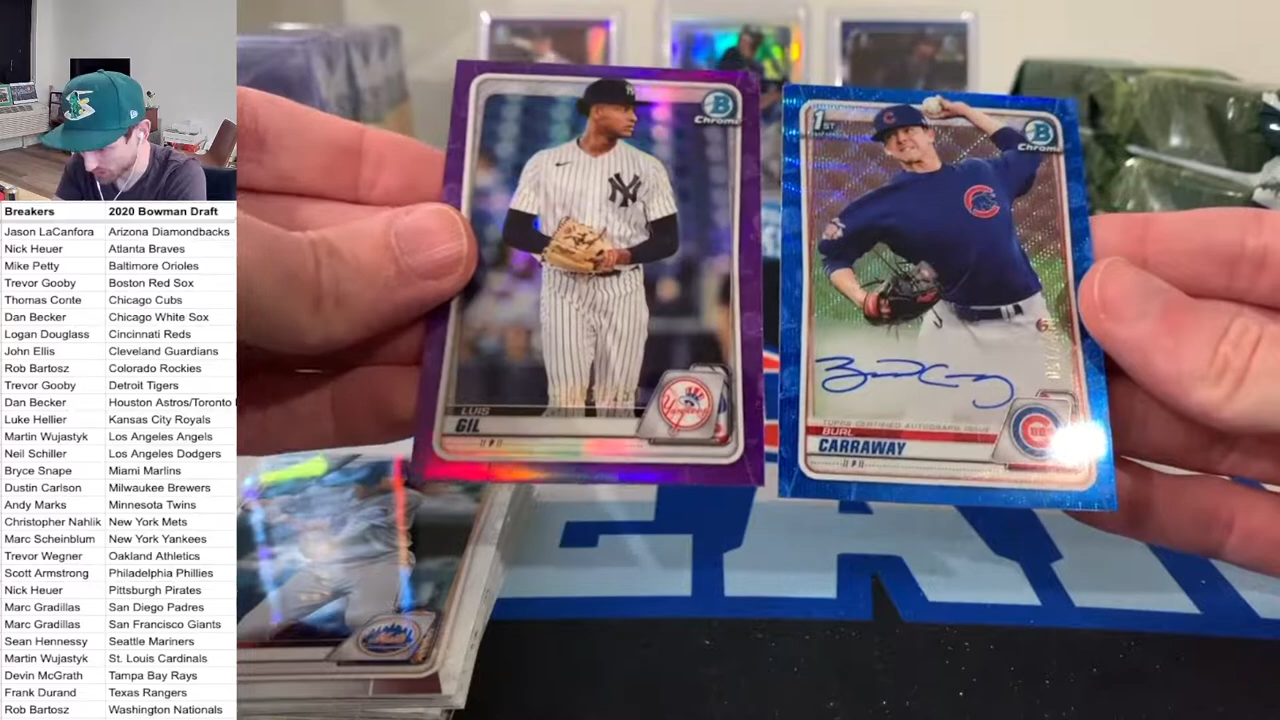 Breakers 2020 Bowman Draft
Jason LaCanfora Arizona Diamondbacks
Nick Heuer Atlanta Braves
Mike Petty Baltimore Orioles
Trevor Gooby Boston Red Sox
Thomas Conte Chicago Cubs
Dan Becker Chicago White Sox
Logan Douglass Cincinnati Reds
John Ellis Cleveland Guardians
Rob Bartosz Colorado Rockies
Trevor Gooby Detroit Tigers
Dan Becker Houston Astros/Toronto
Luke Hellier Kansas City Royals
Martin Wujastyk Los Angeles Angels
Neil Schiller Los Angeles Dodgers
Bryce Snape Miami Marlins
Dustin Carlson Milwaukee Brewers
Andy Marks Minnesota Twins
Christopher Nahlik New York Mets
Marc Scheinblum New York Yankees
Trevor Wegner Oakland Athletics
Scott Armstrong Philadelphia Phillies
Nick Heuer Pittsburgh Pirates
Marc Gradillas San Diego Padres
Marc Gradillas San Francisco Giants
Sean Hennessy Seattle Mariners
Martin Wujastyk St. Louis Cardinals
Devin McGrath Tampa Bay Rays
Frank Durand Texas Rangers
Rob Bartosz Washington Nationals
B
Chrome
NY
LUIS
GIL
// P //
1ST
B
Chrome
C
TOPPS CERTIFIED AUTOGRAPH ISSUE
BURL
CARRAWAY
// P //